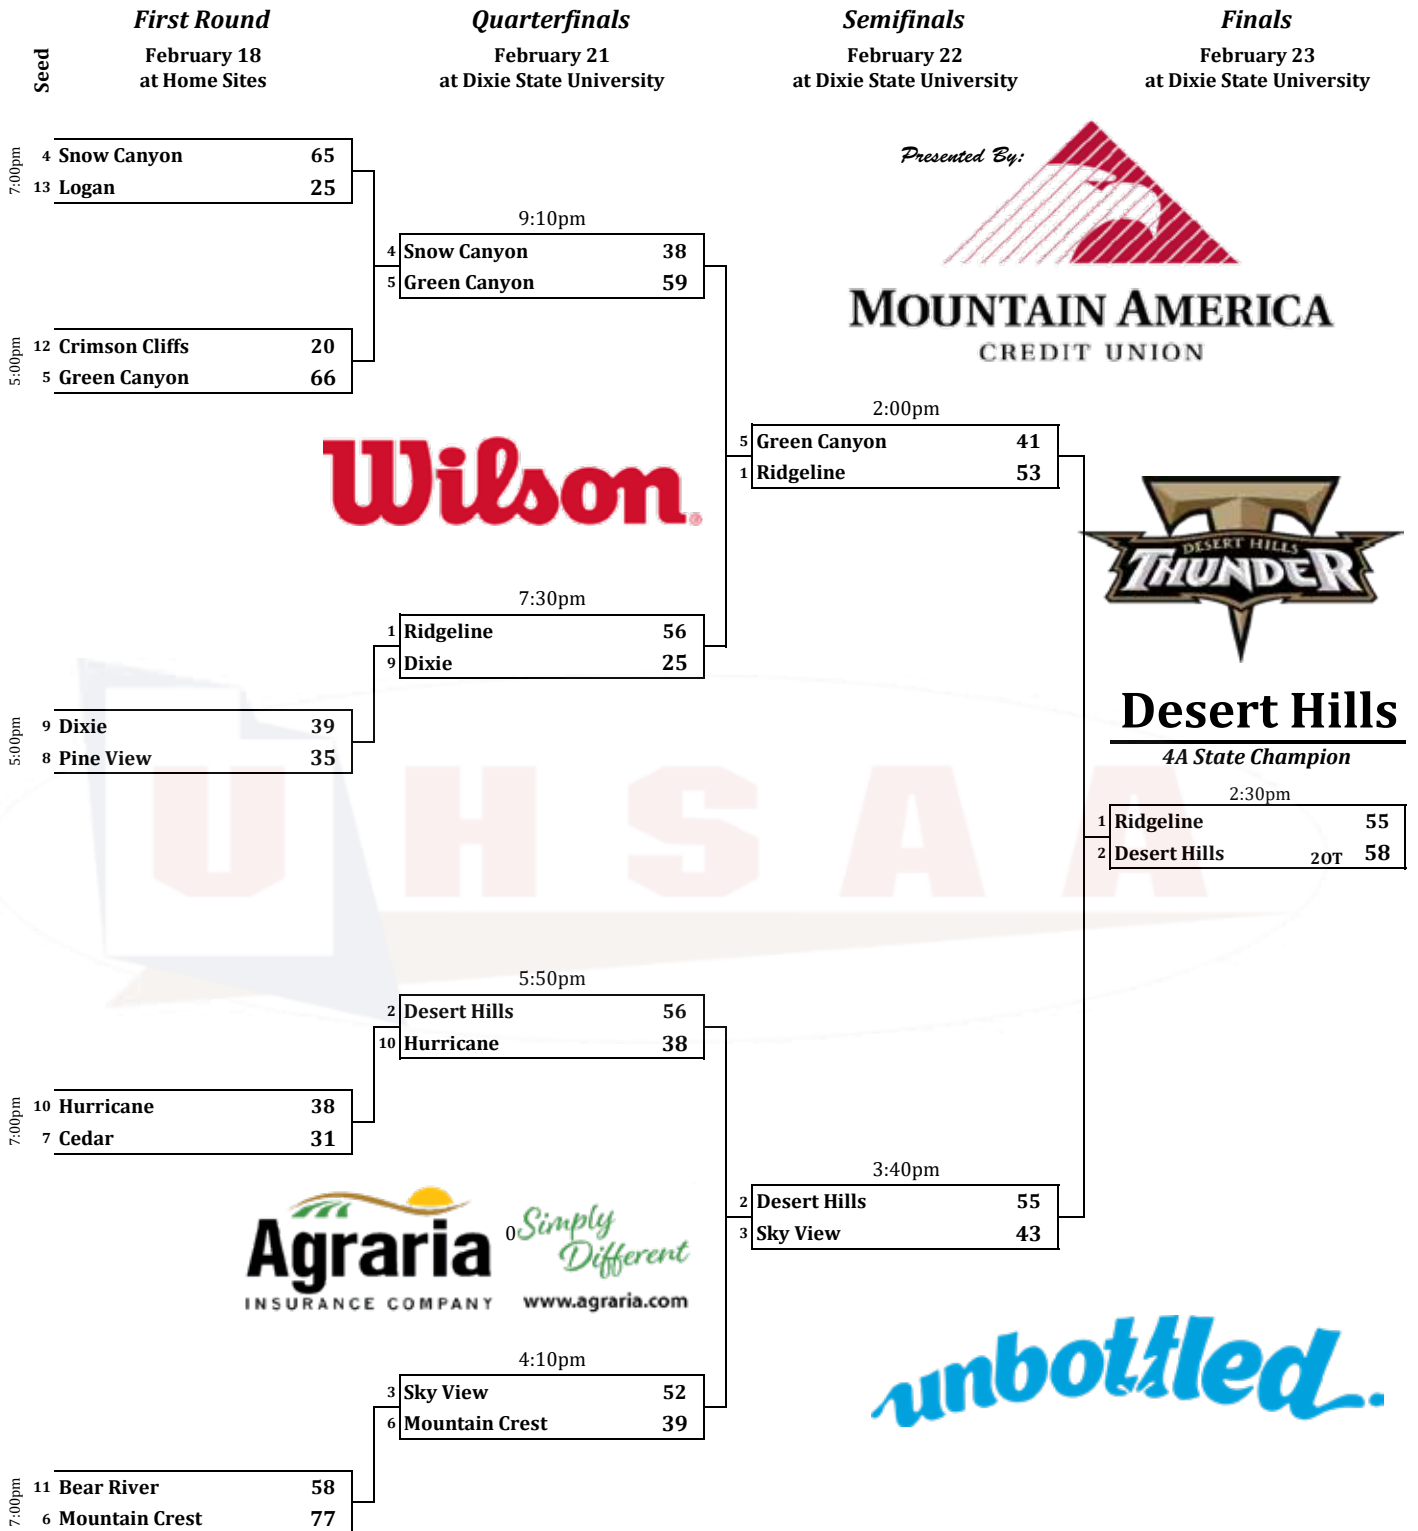 First Round
February 18
at Home Sites
Quarterfinals
February 21
at Dixie State University
Semifinals
February 22
at Dixie State University
Finals
February 23
at Dixie State University
Seed
7:00pm
4 Snow Canyon 65
13 Logan 25
9:10pm
4 Snow Canyon 38
5 Green Canyon 59
5:00pm
12 Crimson Cliffs 20
5 Green Canyon 66
Presented By:
MOUNTAIN AMERICA
CREDIT UNION
2:00pm
5 Green Canyon 41
1 Ridgeline 53
Wilson®
DESERT HILLS
THUNDER
7:30pm
1 Ridgeline 56
9 Dixie 25
5:00pm
9 Dixie 39
8 Pine View 35
Desert Hills
4A State Champion
2:30pm
1 Ridgeline 55
2 Desert Hills 2OT 58
UHSAA
5:50pm
2 Desert Hills 56
10 Hurricane 38
7:00pm
10 Hurricane 38
7 Cedar 31
3:40pm
2 Desert Hills 55
3 Sky View 43
Agraria
INSURANCE COMPANY
0
Simply
Different
www.agraria.com
4:10pm
3 Sky View 52
6 Mountain Crest 39
unbottled.
7:00pm
11 Bear River 58
6 Mountain Crest 77